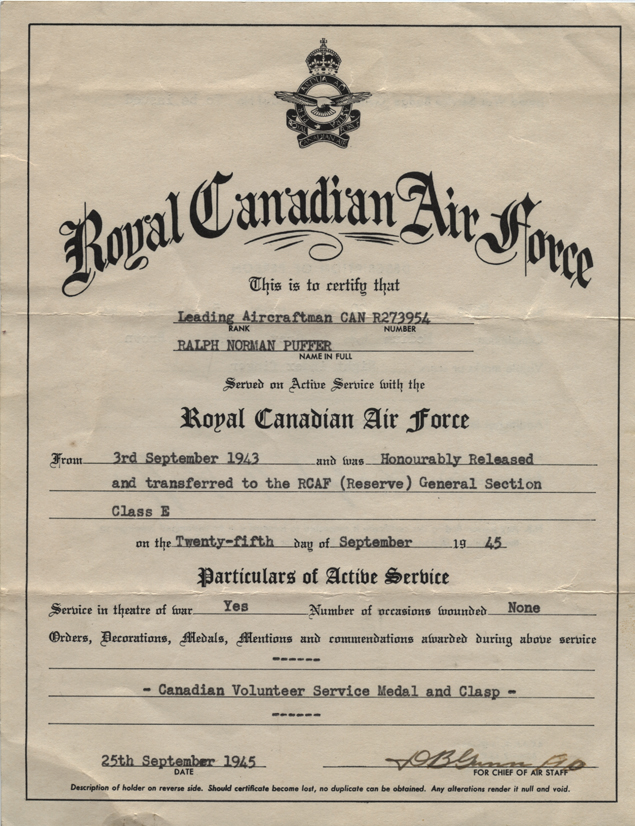 Royal Canadian Air Force
This is to certify that
Leading Aircraftman CAN R273954
RANK NUMBER
RALPH NORMAN PUFFER
NAME IN FULL
Served on Active Service with the
Royal Canadian Air Force
From 3rd September 1943 and was Honourably Released
and transferred to the RCAF (Reserve) General Section
Class E
on the Twenty-fifth day of September 19 45
Particulars of Active Service
Service in theatre of war Yes Number of occasions wounded None
Orders, Decorations, Medals, Mentions and commendations awarded during above service
------
- Canadian Volunteer Service Medal and Clasp -
------
25th September 1945
DATE FOR CHIEF OF AIR STAFF
Description of holder on reverse side. Should certificate become lost, no duplicate can be obtained. Any alterations render it null and void.